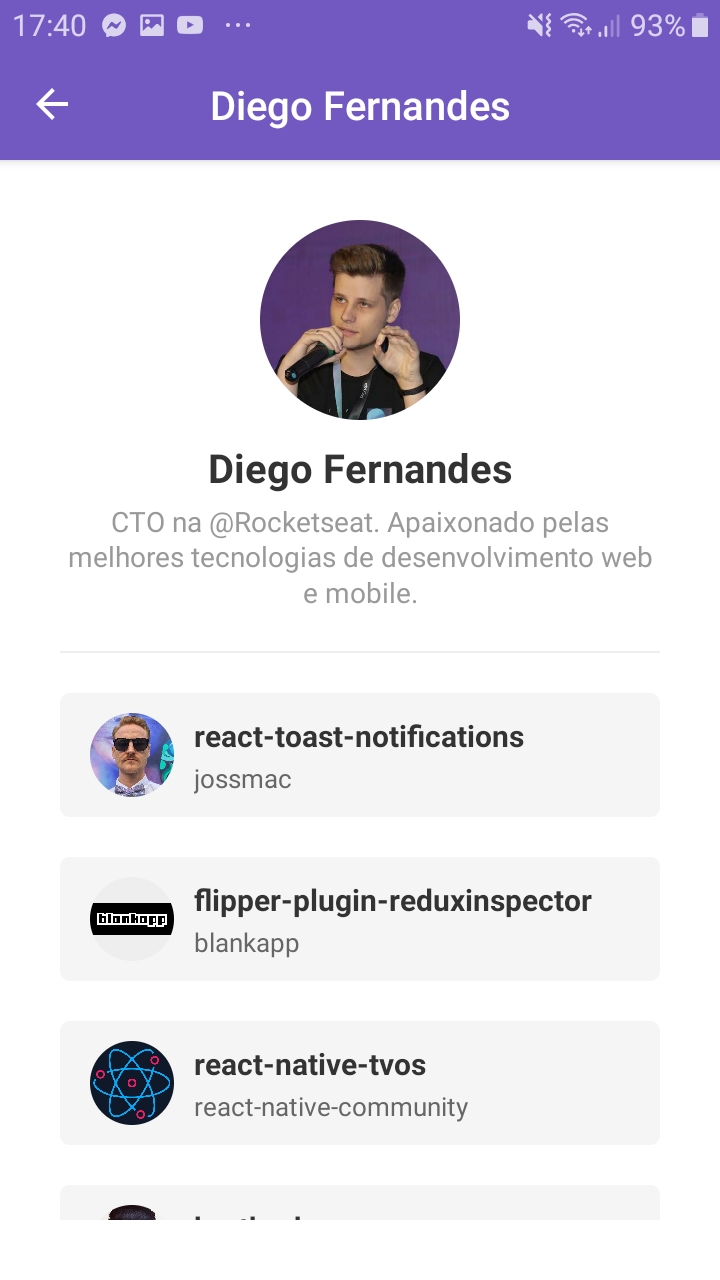 17:40 93%
Diego Fernandes
Diego Fernandes
CTO na @Rocketseat. Apaixonado pelas
melhores tecnologias de desenvolvimento web
e mobile.
react-toast-notifications
jossmac
flipper-plugin-reduxinspector
blankapp
blankapp
react-native-tvos
react-native-community